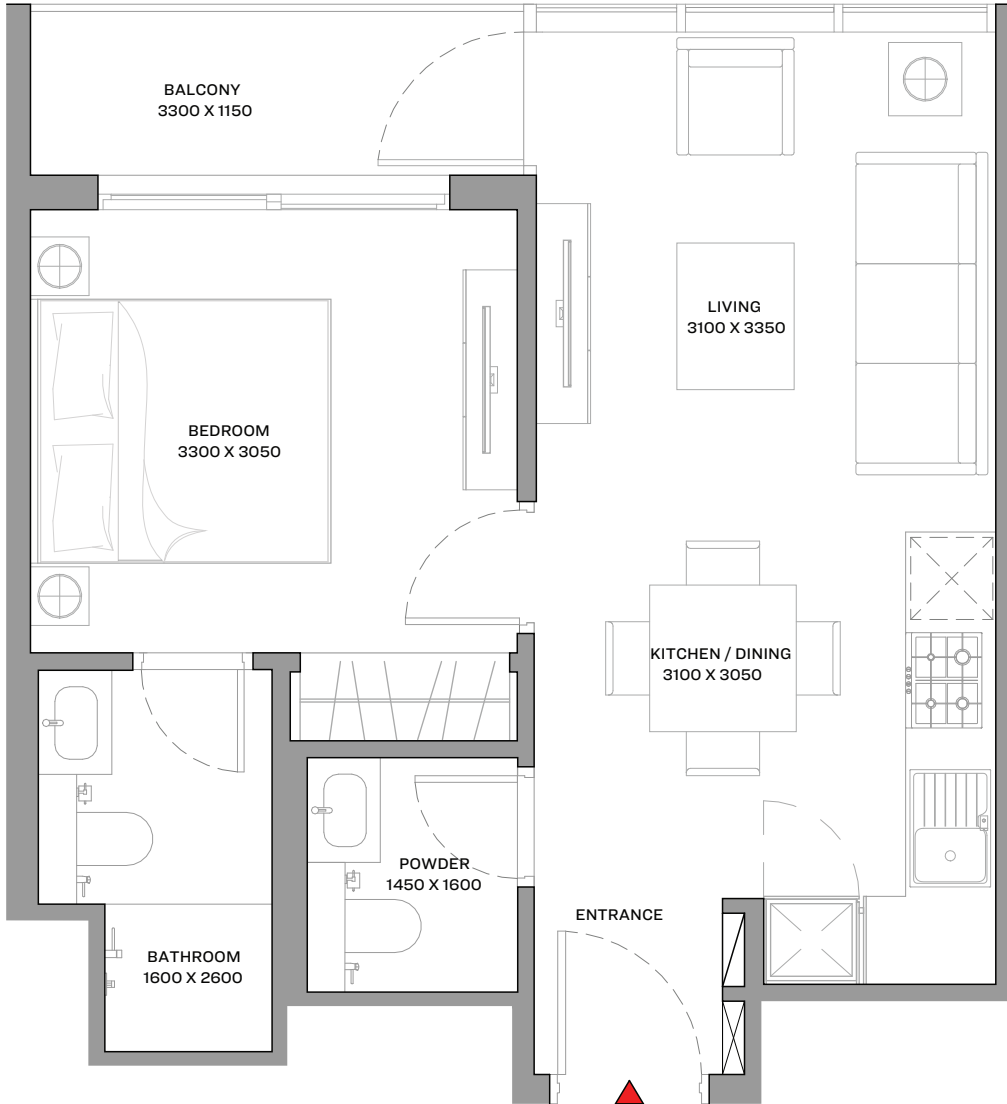 BALCONY
3300 X 1150
LIVING
3100 X 3350
BEDROOM
3300 X 3050
KITCHEN / DINING
3100 X 3050
POWDER
1450 X 1600
ENTRANCE
BATHROOM
1600 X 2600